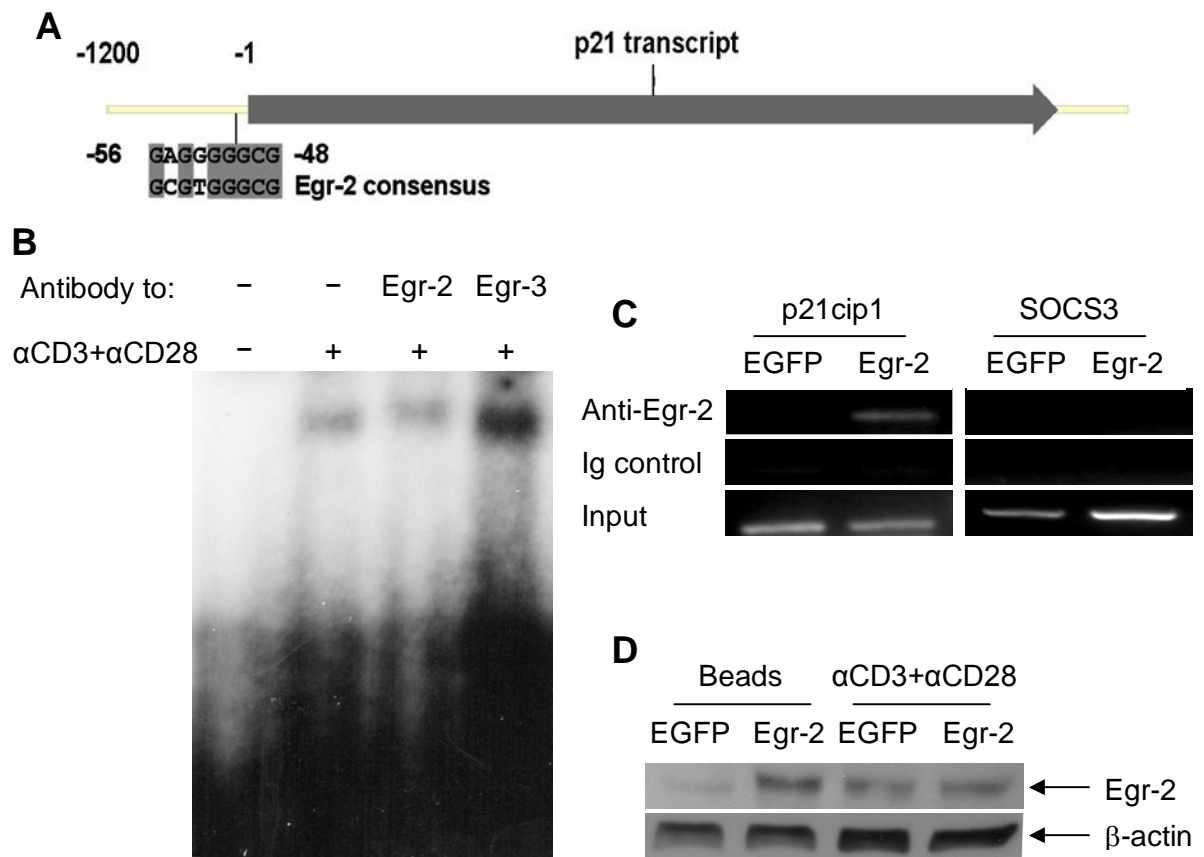 A
-1200 -1 p21 transcript
-56 GAGGGGGCG -48
GCGTGGGCG Egr-2 consensus
B
Antibody to: − − Egr-2 Egr-3
αCD3+αCD28 − + + +
C
p21cip1 SOCS3
EGFP Egr-2 EGFP Egr-2
Anti-Egr-2
Ig control
Input
D
Beads αCD3+αCD28
EGFP Egr-2 EGFP Egr-2
Egr-2
β-actin